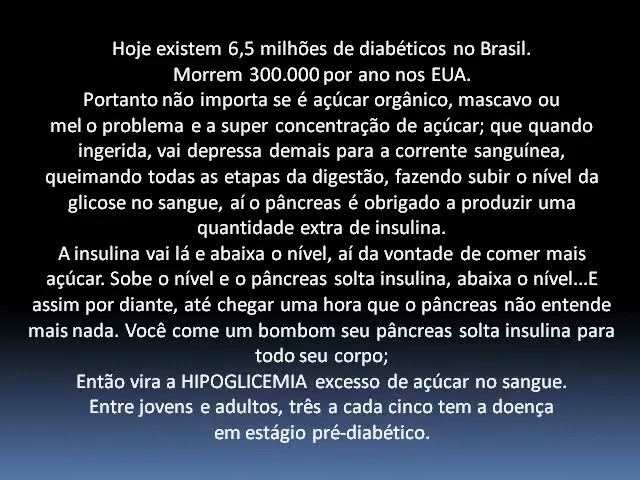 Hoje existem 6,5 milhões de diabéticos no Brasil.
Morrem 300.000 por ano nos EUA.
Portanto não importa se é açúcar orgânico, mascavo ou
mel o problema e a super concentração de açúcar; que quando
ingerida, vai depressa demais para a corrente sanguínea,
queimando todas as etapas da digestão, fazendo subir o nível da
glicose no sangue, aí o pâncreas é obrigado a produzir uma
quantidade extra de insulina.
A insulina vai lá e abaixa o nível, aí da vontade de comer mais
açúcar. Sobe o nível e o pâncreas solta insulina, abaixa o nível...E
assim por diante, até chegar uma hora que o pâncreas não entende
mais nada. Você come um bombom seu pâncreas solta insulina para
todo seu corpo;
Então vira a HIPOGLICEMIA excesso de açúcar no sangue.
Entre jovens e adultos, três a cada cinco tem a doença
em estágio pré-diabético.